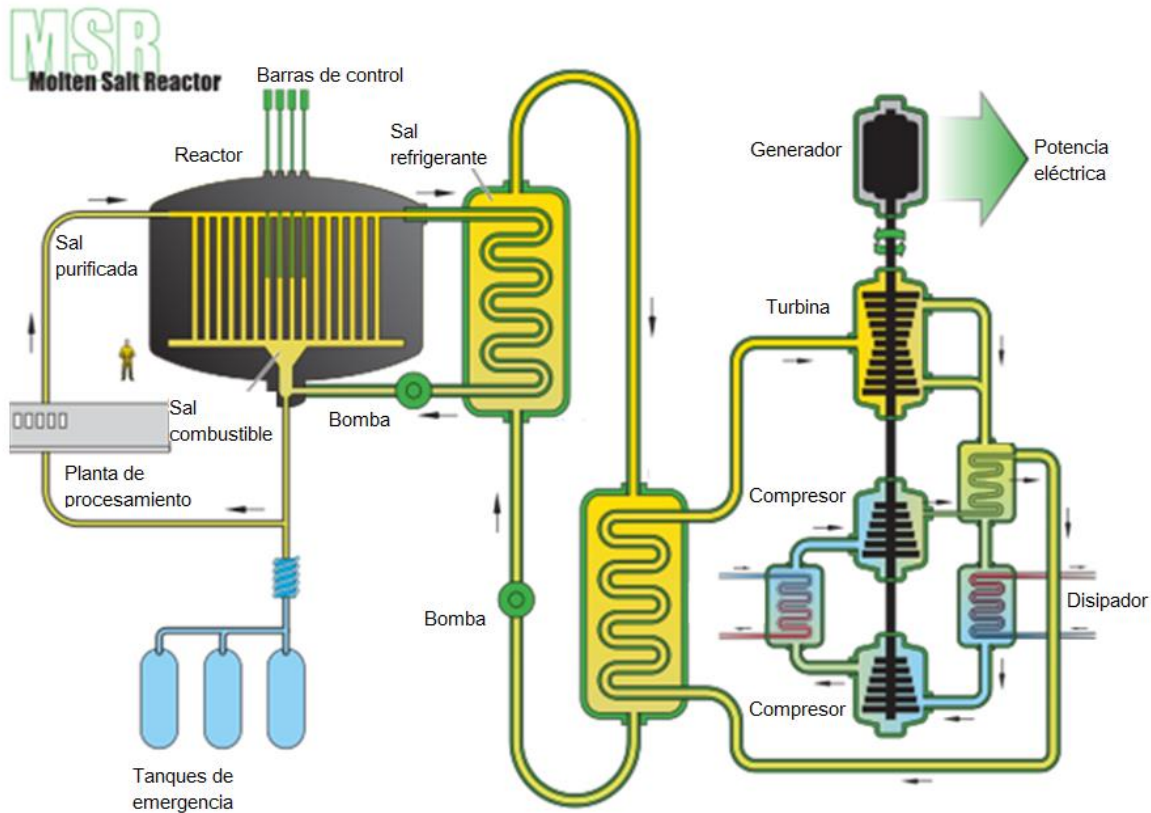 MSR
Molten Salt Reactor
Barras de control
Reactor
Sal
refrigerante
Generador
Potencia
eléctrica
Sal
purificada
Turbina
Sal
combustible
Bomba
Planta de
procesamiento
Compresor
Bomba
Disipador
Compresor
Tanques de
emergencia